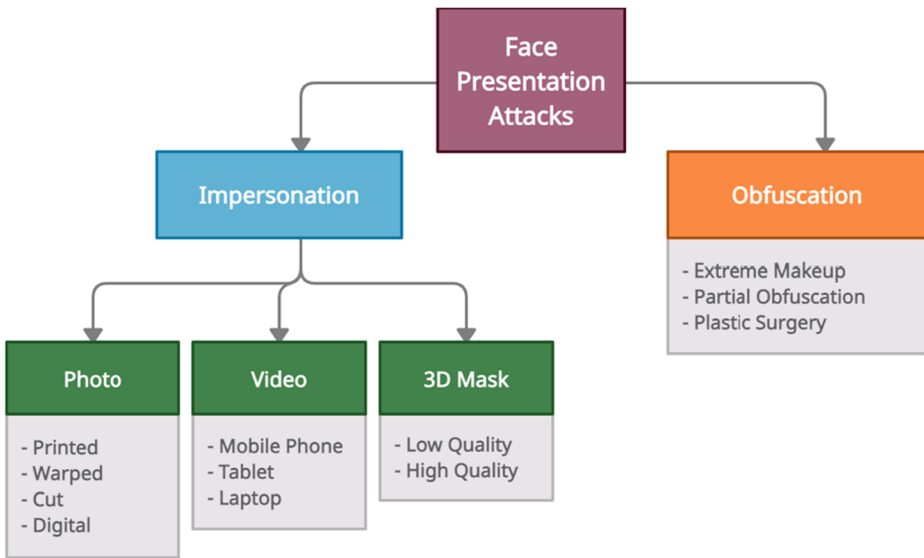 Face
Presentation
Attacks
Impersonation
Obfuscation
- Extreme Makeup
- Partial Obfuscation
- Plastic Surgery
Photo
- Printed
- Warped
- Cut
- Digital
Video
- Mobile Phone
- Tablet
- Laptop
3D Mask
- Low Quality
- High Quality